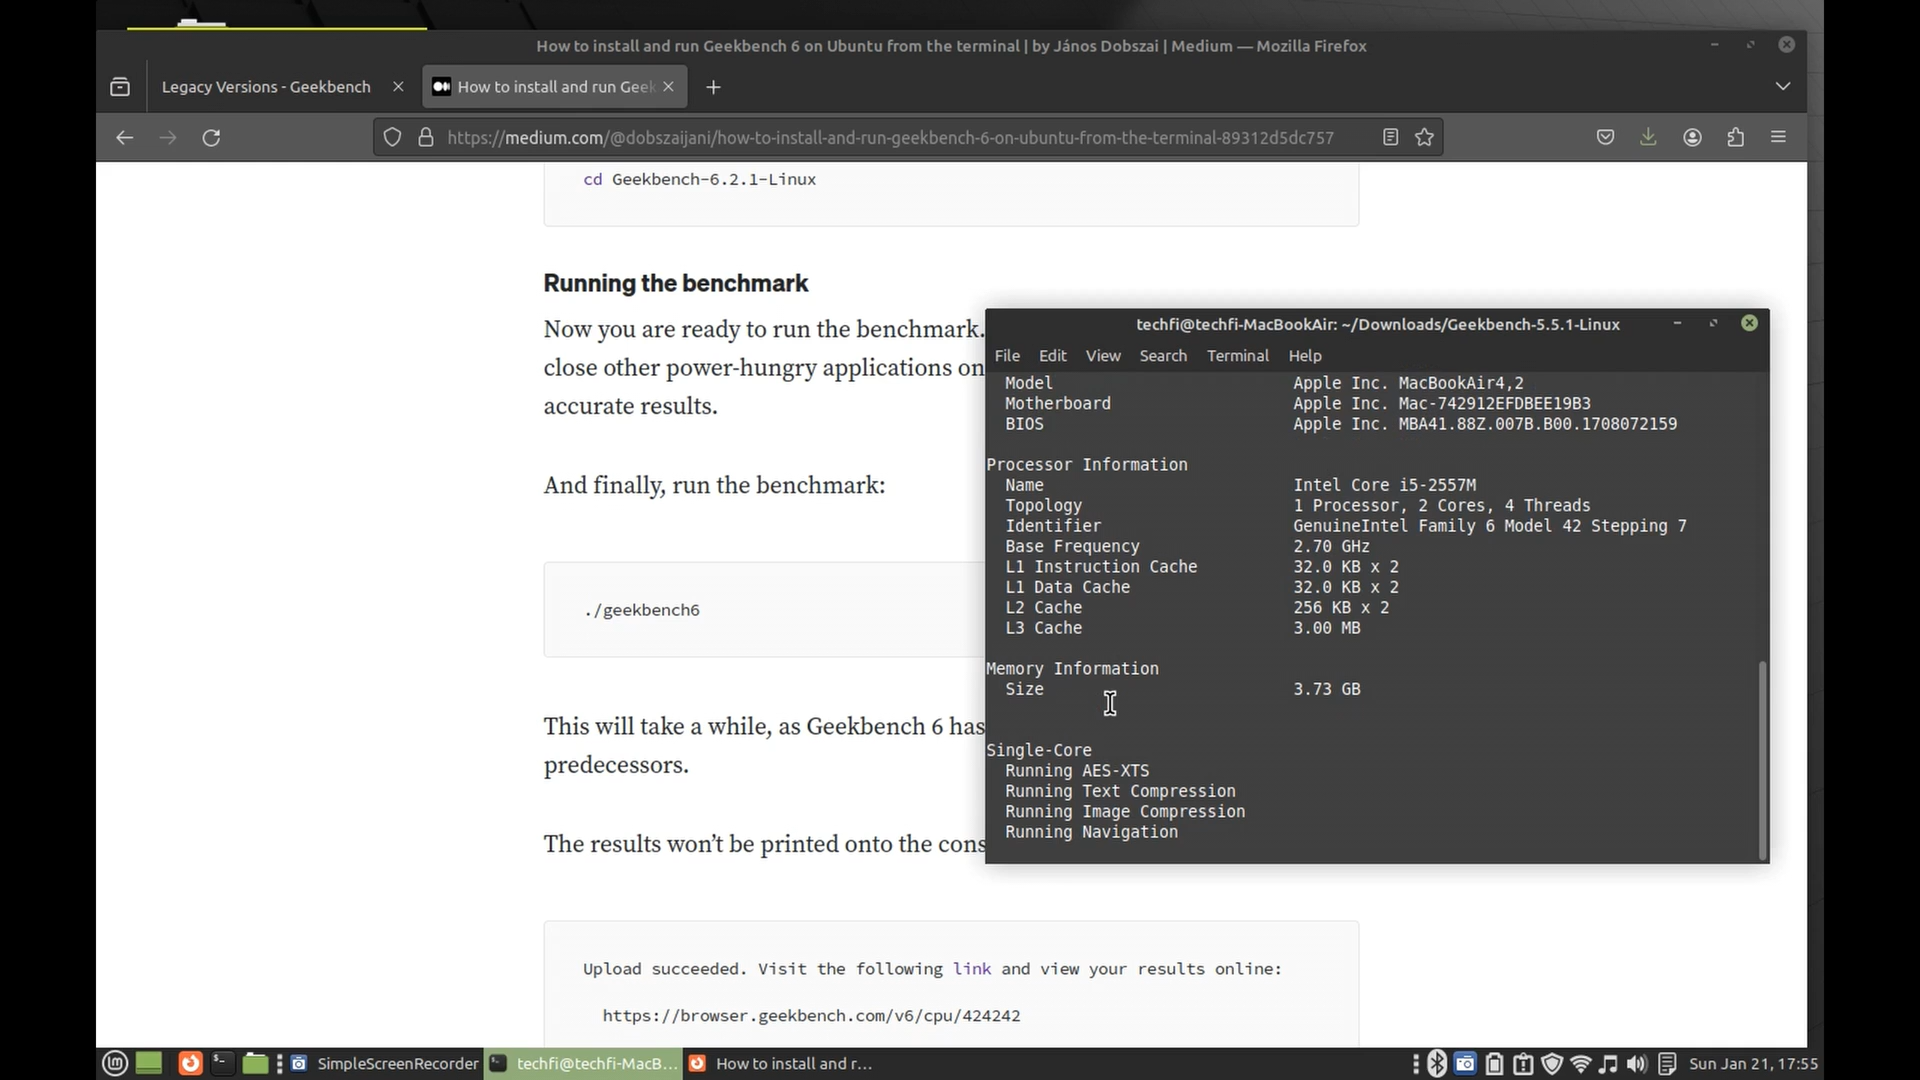 How to install and run Geekbench 6 on Ubuntu from the terminal | by János Dobszai | Medium — Mozilla Firefox
Legacy Versions - Geekbench
How to install and run Geek
https://medium.com/@dobszaijani/how-to-install-and-run-geekbench-6-on-ubuntu-from-the-terminal-89312d5dc757
cd Geekbench-6.2.1-Linux
Running the benchmark
Now you are ready to run the benchmark.
close other power-hungry applications on
accurate results.
And finally, run the benchmark:
./geekbench6
This will take a while, as Geekbench 6 has
predecessors.
The results won’t be printed onto the cons
Upload succeeded. Visit the following link and view your results online:
https://browser.geekbench.com/v6/cpu/424242
techfi@techfi-MacBookAir: ~/Downloads/Geekbench-5.5.1-Linux
File Edit View Search Terminal Help
Model Apple Inc. MacBookAir4,2
Motherboard Apple Inc. Mac-742912EFDBEE19B3
BIOS Apple Inc. MBA41.88Z.007B.B00.1708072159
Processor Information
Name Intel Core i5-2557M
Topology 1 Processor, 2 Cores, 4 Threads
Identifier GenuineIntel Family 6 Model 42 Stepping 7
Base Frequency 2.70 GHz
L1 Instruction Cache 32.0 KB x 2
L1 Data Cache 32.0 KB x 2
L2 Cache 256 KB x 2
L3 Cache 3.00 MB
Memory Information
Size 3.73 GB
Single-Core
Running AES-XTS
Running Text Compression
Running Image Compression
Running Navigation
SimpleScreenRecorder
techfi@techfi-MacB...
How to install and r...
Sun Jan 21, 17:55